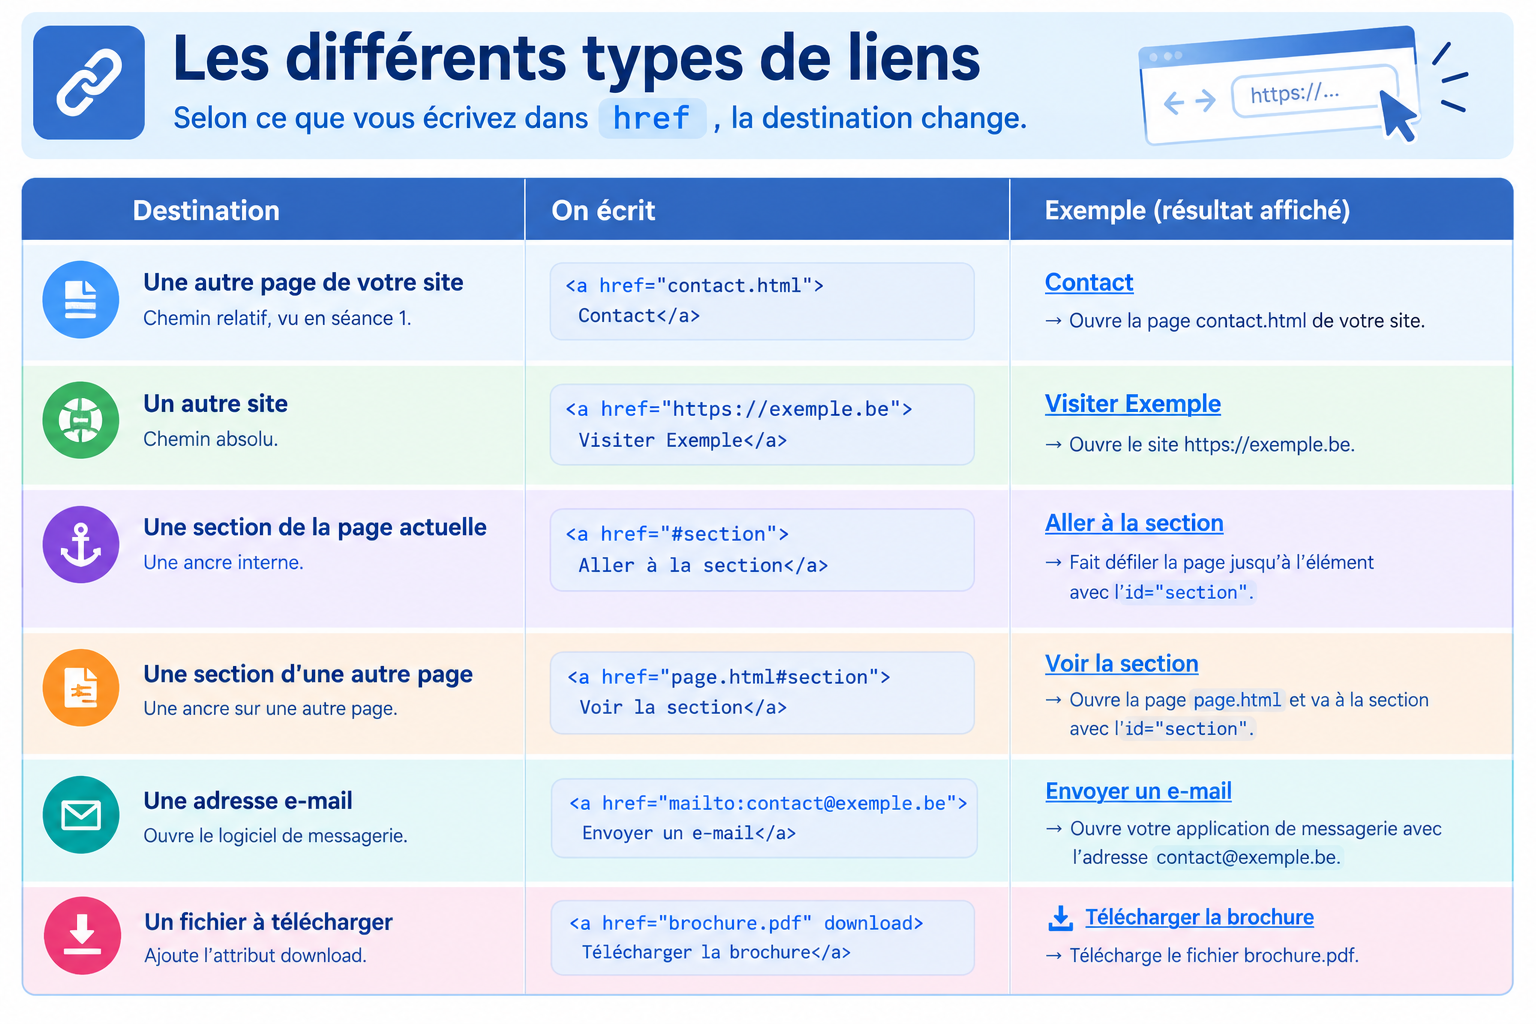 Les différents types de liens
Selon ce que vous écrivez dans href , la destination change.
https://...
Destination
On écrit
Exemple (résultat affiché)
Une autre page de votre site
Chemin relatif, vu en séance 1.
<a href="contact.html">
Contact</a>
Contact
→ Ouvre la page contact.html de votre site.
Un autre site
Chemin absolu.
<a href="https://exemple.be">
Visiter Exemple</a>
Visiter Exemple
→ Ouvre le site https://exemple.be.
Une section de la page actuelle
Une ancre interne.
<a href="#section">
Aller à la section</a>
Aller à la section
→ Fait défiler la page jusqu'à l'élément
avec l'id="section".
Une section d'une autre page
Une ancre sur une autre page.
<a href="page.html#section">
Voir la section</a>
Voir la section
→ Ouvre la page page.html et va à la section
avec l'id="section".
Une adresse e-mail
Ouvre le logiciel de messagerie.
<a href="mailto:contact@exemple.be">
Envoyer un e-mail</a>
Envoyer un e-mail
→ Ouvre votre application de messagerie avec
l'adresse contact@exemple.be.
Un fichier à télécharger
Ajoute l'attribut download.
<a href="brochure.pdf" download>
Télécharger la brochure</a>
Télécharger la brochure
→ Télécharge le fichier brochure.pdf.